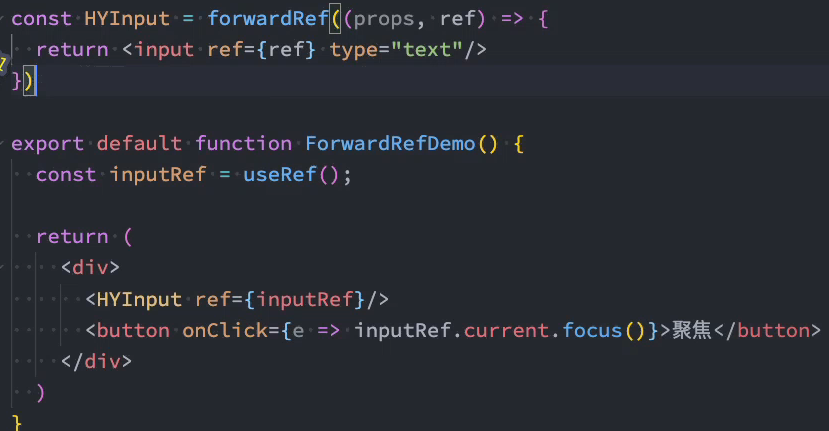 const HYInput = forwardRef((props, ref) => {
  return <input ref={ref} type="text"/>
})

export default function ForwardRefDemo() {
  const inputRef = useRef();

  return (
    <div>
      <HYInput ref={inputRef}/>
      <button onClick={e => inputRef.current.focus()}>聚焦</button>
    </div>
  )
}